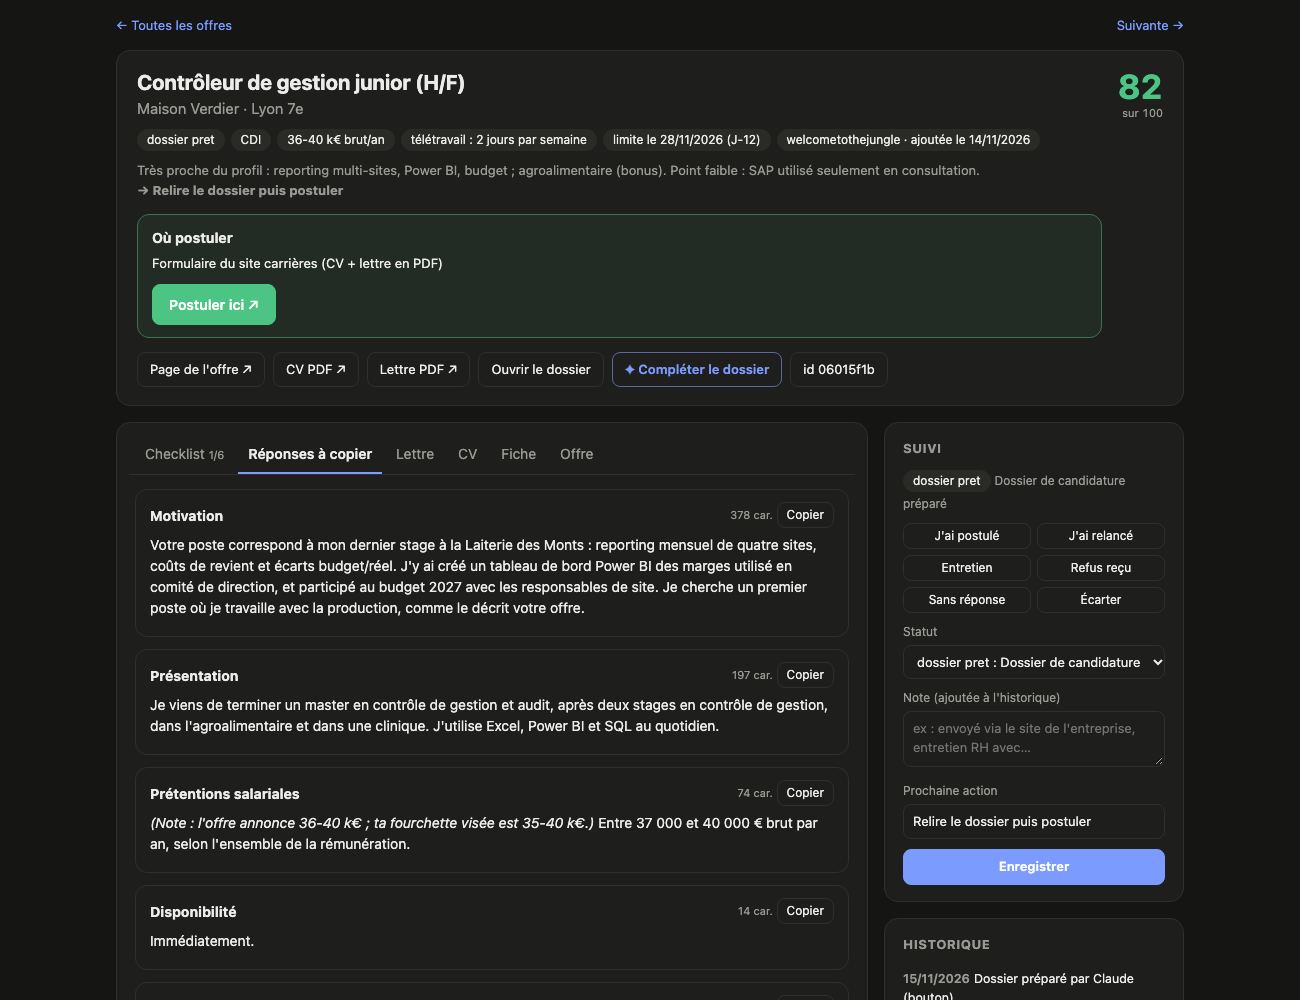 ← Toutes les offres
Suivante →
Contrôleur de gestion junior (H/F)
82
Maison Verdier · Lyon 7e
sur 100
dossier pret
CDI
36-40 k€ brut/an
télétravail : 2 jours par semaine
limite le 28/11/2026 (J-12)
welcometothejungle · ajoutée le 14/11/2026
Très proche du profil : reporting multi-sites, Power BI, budget ; agroalimentaire (bonus). Point faible : SAP utilisé seulement en consultation.
→ Relire le dossier puis postuler
Où postuler
Formulaire du site carrières (CV + lettre en PDF)
Postuler ici ↗
Page de l'offre ↗
CV PDF ↗
Lettre PDF ↗
Ouvrir le dossier
✦ Compléter le dossier
id 06015f1b
Checklist 1/6
Réponses à copier
Lettre
CV
Fiche
Offre
Motivation
378 car.
Copier
Votre poste correspond à mon dernier stage à la Laiterie des Monts : reporting mensuel de quatre sites,
coûts de revient et écarts budget/réel. J'y ai créé un tableau de bord Power BI des marges utilisé en
comité de direction, et participé au budget 2027 avec les responsables de site. Je cherche un premier
poste où je travaille avec la production, comme le décrit votre offre.
Présentation
197 car.
Copier
Je viens de terminer un master en contrôle de gestion et audit, après deux stages en contrôle de gestion,
dans l'agroalimentaire et dans une clinique. J'utilise Excel, Power BI et SQL au quotidien.
Prétentions salariales
74 car.
Copier
(Note : l'offre annonce 36-40 k€ ; ta fourchette visée est 35-40 k€.) Entre 37 000 et 40 000 € brut par
an, selon l'ensemble de la rémunération.
Disponibilité
14 car.
Copier
Immédiatement.
SUIVI
dossier pret Dossier de candidature
préparé
J'ai postulé
J'ai relancé
Entretien
Refus reçu
Sans réponse
Écarter
Statut
dossier pret : Dossier de candidature
Note (ajoutée à l'historique)
ex : envoyé via le site de l'entreprise,
entretien RH avec...
Prochaine action
Relire le dossier puis postuler
Enregistrer
HISTORIQUE
15/11/2026 Dossier préparé par Claude
(bouton)